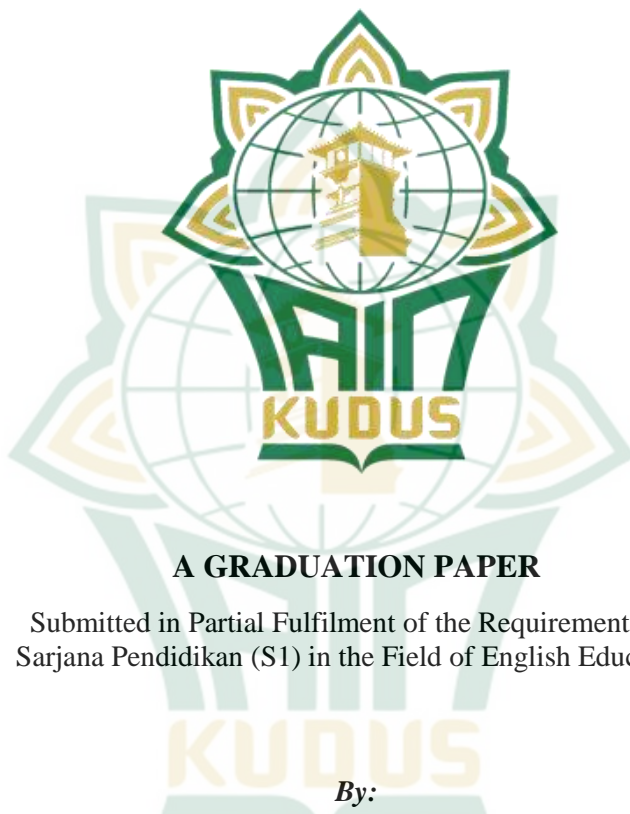 IAIN
KUDUS
A GRADUATION PAPER
Submitted in Partial Fulfilment of the Requirement
Sarjana Pendidikan (S1) in the Field of English Educ
By: